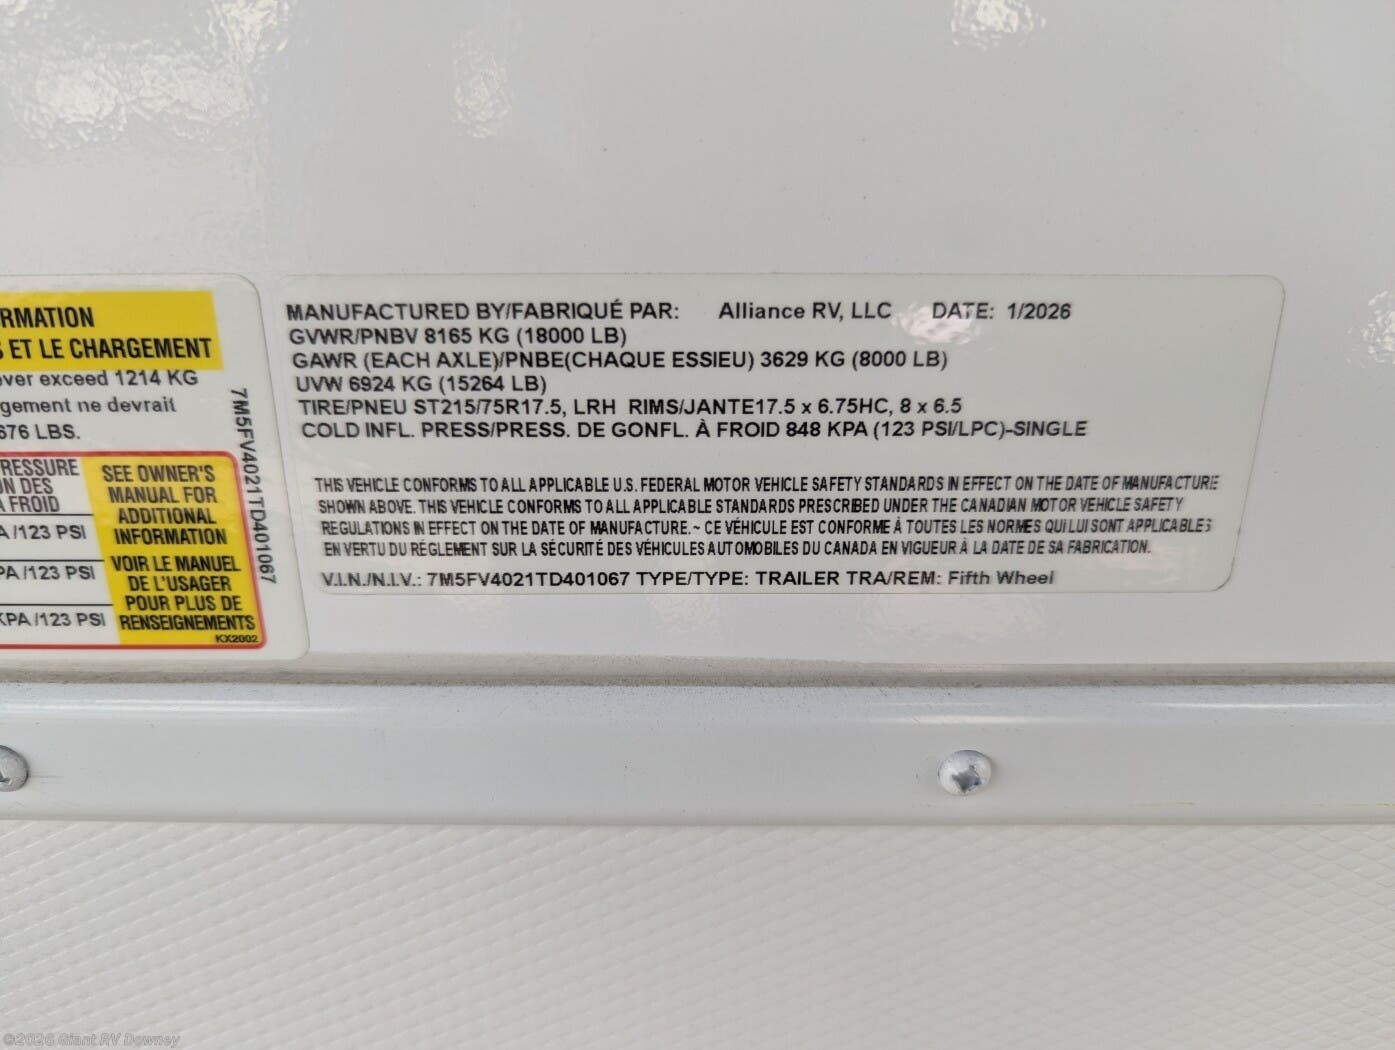 RMATION
S ET LE CHARGEMENT
ver exceed 1214 KG
gement ne devrait
676 LBS.
RESSURE
ON DES
A FROID
A /123 PSI
PA /123 PSI
KPA /123 PSI
SEE OWNER'S
MANUAL FOR
ADDITIONAL
INFORMATION
VOIR LE MANUEL
DE L'USAGER
POUR PLUS DE
RENSEIGNEMENTS
KX2002
7M5FV4021TD401067
MANUFACTURED BY/FABRIQUÉ PAR: Alliance RV, LLC DATE: 1/2026
GVWR/PNBV 8165 KG (18000 LB)
GAWR (EACH AXLE)/PNBE(CHAQUE ESSIEU) 3629 KG (8000 LB)
UVW 6924 KG (15264 LB)
TIRE/PNEU ST215/75R17.5, LRH RIMS/JANTE17.5 x 6.75HC, 8 x 6.5
COLD INFL. PRESS/PRESS. DE GONFL. À FROID 848 KPA (123 PSI/LPC)-SINGLE
THIS VEHICLE CONFORMS TO ALL APPLICABLE U.S. FEDERAL MOTOR VEHICLE SAFETY STANDARDS IN EFFECT ON THE DATE OF MANUFACTURE
SHOWN ABOVE. THIS VEHICLE CONFORMS TO ALL APPLICABLE STANDARDS PRESCRIBED UNDER THE CANADIAN MOTOR VEHICLE SAFETY
REGULATIONS IN EFFECT ON THE DATE OF MANUFACTURE. ~ CE VÉHICULE EST CONFORME À TOUTES LES NORMES QUI LUI SONT APPLICABLES
EN VERTU DU RÉGLEMENT SUR LA SÉCURITÉ DES VÉHICULES AUTOMOBILES DU CANADA EN VIGUEUR À LA DATE DE SA FABRICATION.
V.I.N./N.I.V.: 7M5FV4021TD401067 TYPE/TYPE: TRAILER TRA/REM: Fifth Wheel
©2026 Giant RV Downey